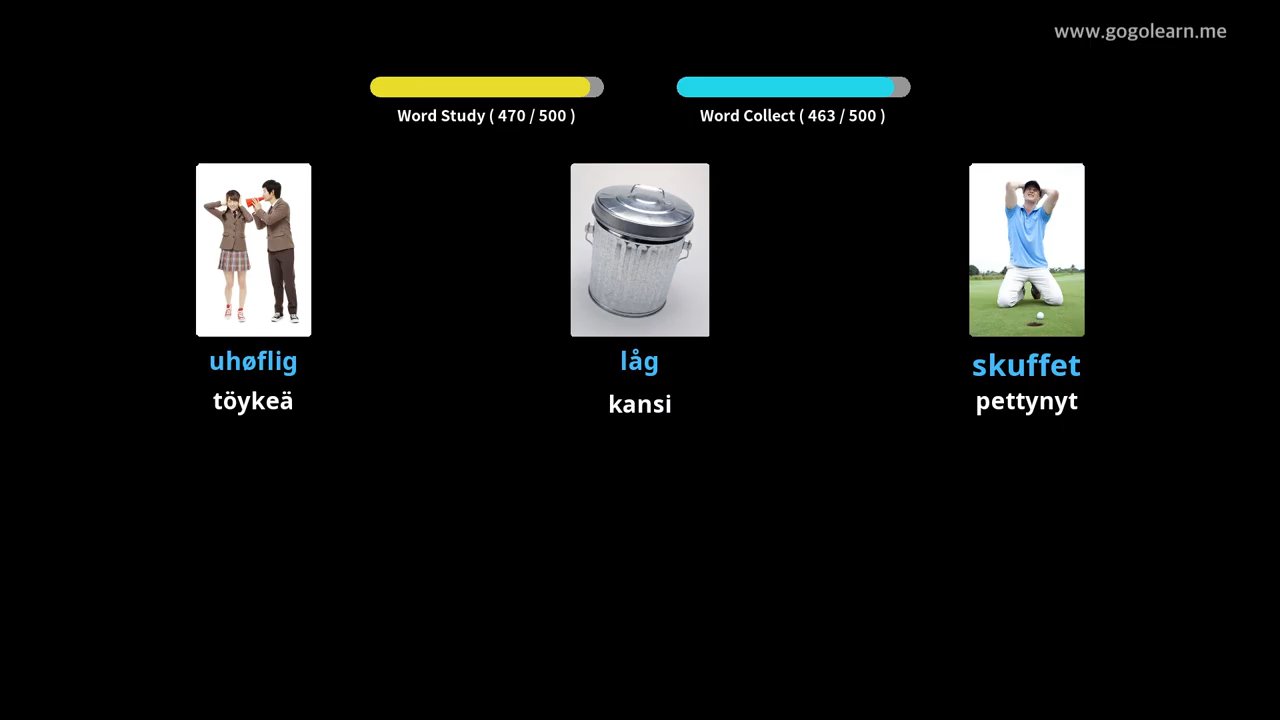 www.gogolearn.me
Word Study ( 470 / 500 )
Word Collect ( 463 / 500 )
uhøflig
låg
skuffet
töykeä
kansi
pettynyt